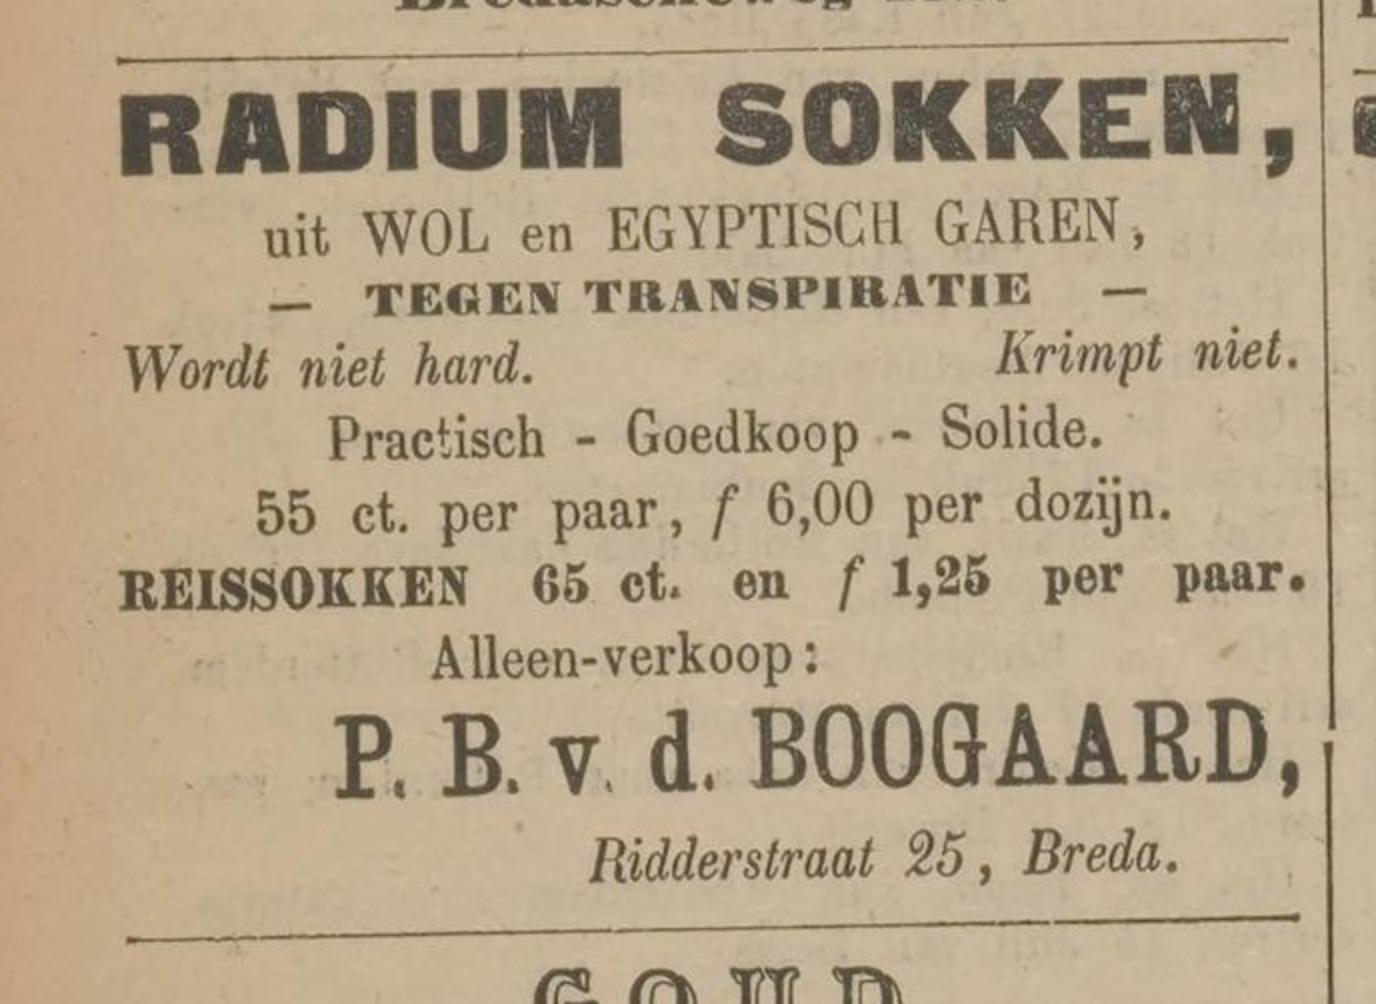 RADIUM SOKKEN,
uit WOL en EGYPTISCH GAREN,
— TEGEN TRANSPIRATIE —
Wordt niet hard. Krimpt niet.
Practisch - Goedkoop - Solide.
55 ct. per paar, f 6,00 per dozijn.
REISSOKKEN 65 ct. en f 1,25 per paar.
Alleen-verkoop:
P. B. v. d. BOOGAARD,
Ridderstraat 25, Breda.
GOUD